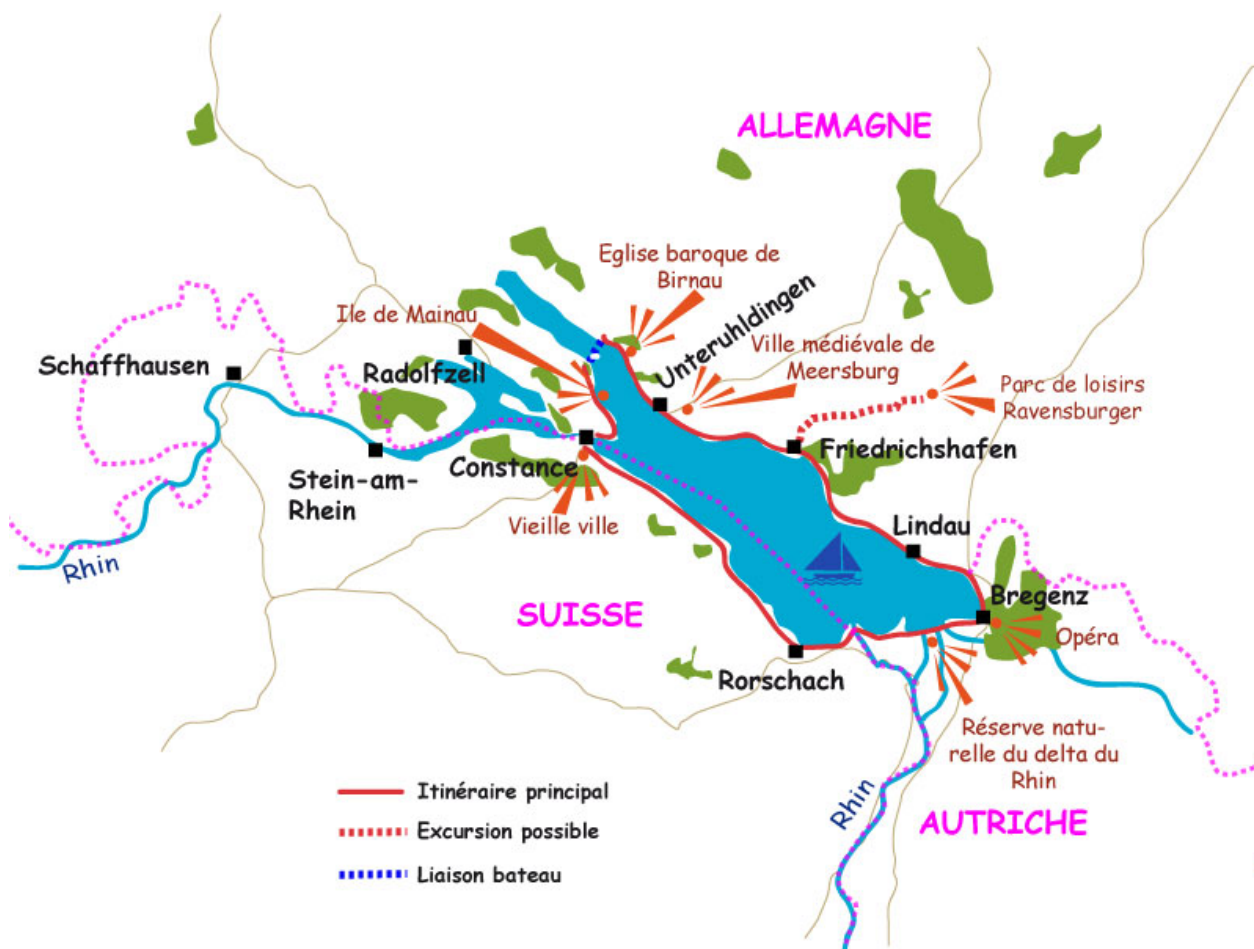 ALLEMAGNE
Eglise baroque de
Birnau
Ile de Mainau
Unteruhldingen
Ville médiévale de
Meersburg
Schaffhausen
Radolfzell
Parc de loisirs
Ravensburger
Friedrichshafen
Constance
Stein-am-
Rhein
Vieille ville
Lindau
Rhin
Bregenz
SUISSE
Opéra
Rorschach
Réserve natu-
relle du delta du
Rhin
Rhin
AUTRICHE
Itinéraire principal
Excursion possible
Liaison bateau